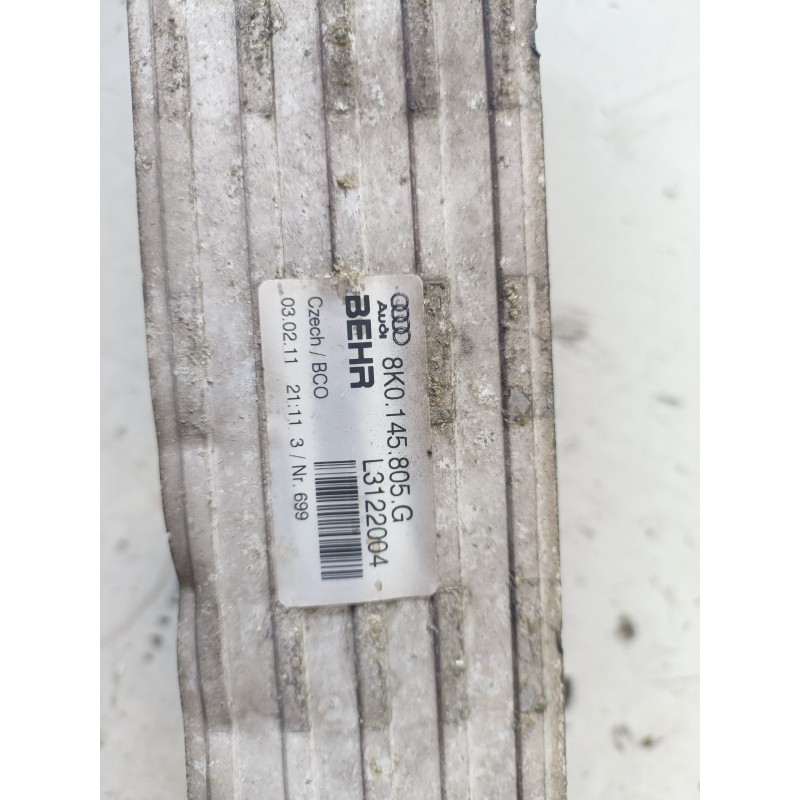 Audi 8K0.145.805.G
BEHR L3122004
Czech / BCO
03.02.11 21:11 3 / Nr. 699